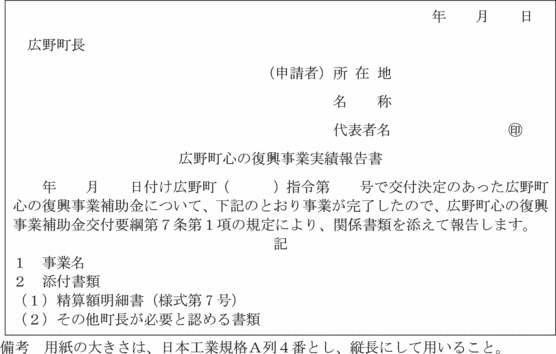 年　　月　　日
広野町長
（申請者）所 在 地
名　　称
代表者名　　　　　　　　㊞
広野町心の復興事業実績報告書
年　　月　　日付け広野町（　　　）指令第　　号で交付決定のあった広野町
心の復興事業補助金について、下記のとおり事業が完了したので、広野町心の復興
事業補助金交付要綱第７条第１項の規定により、関係書類を添えて報告します。
記
１　事業名
２　添付書類
（１）精算額明細書（様式第７号）
（２）その他町長が必要と認める書類
備考　用紙の大きさは、日本工業規格Ａ列４番とし、縦長にして用いること。